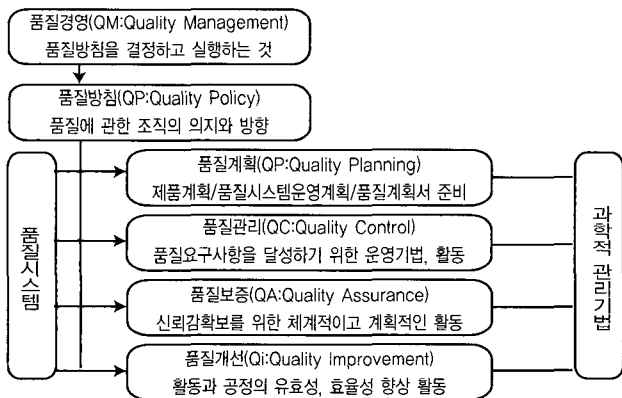 품질경영(QM:Quality Management)
품질방침을 결정하고 실행하는 것
품질방침(QP:Quality Policy)
품질에 관한 조직의 의지와 방향
품질시스템
품질계획(QP:Quality Planning)
제품계획/품질시스템운영계획/품질계획서 준비
품질관리(QC:Quality Control)
품질요구사항을 달성하기 위한 운영기법, 활동
품질보증(QA:Quality Assurance)
신뢰감확보를 위한 체계적이고 계획적인 활동
품질개선(Qi:Quality Improvement)
활동과 공정의 유효성, 효율성 향상 활동
과학적 관리기법